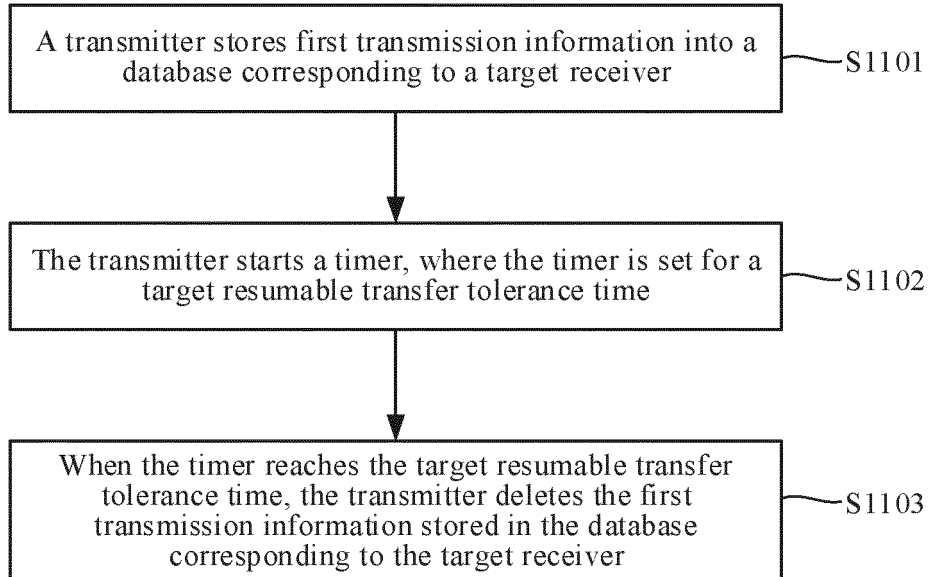 A transmitter stores first transmission information into a
database corresponding to a target receiver
S1101
The transmitter starts a timer, where the timer is set for a
target resumable transfer tolerance time
S1102
When the timer reaches the target resumable transfer
tolerance time, the transmitter deletes the first
transmission information stored in the database
corresponding to the target receiver
S1103